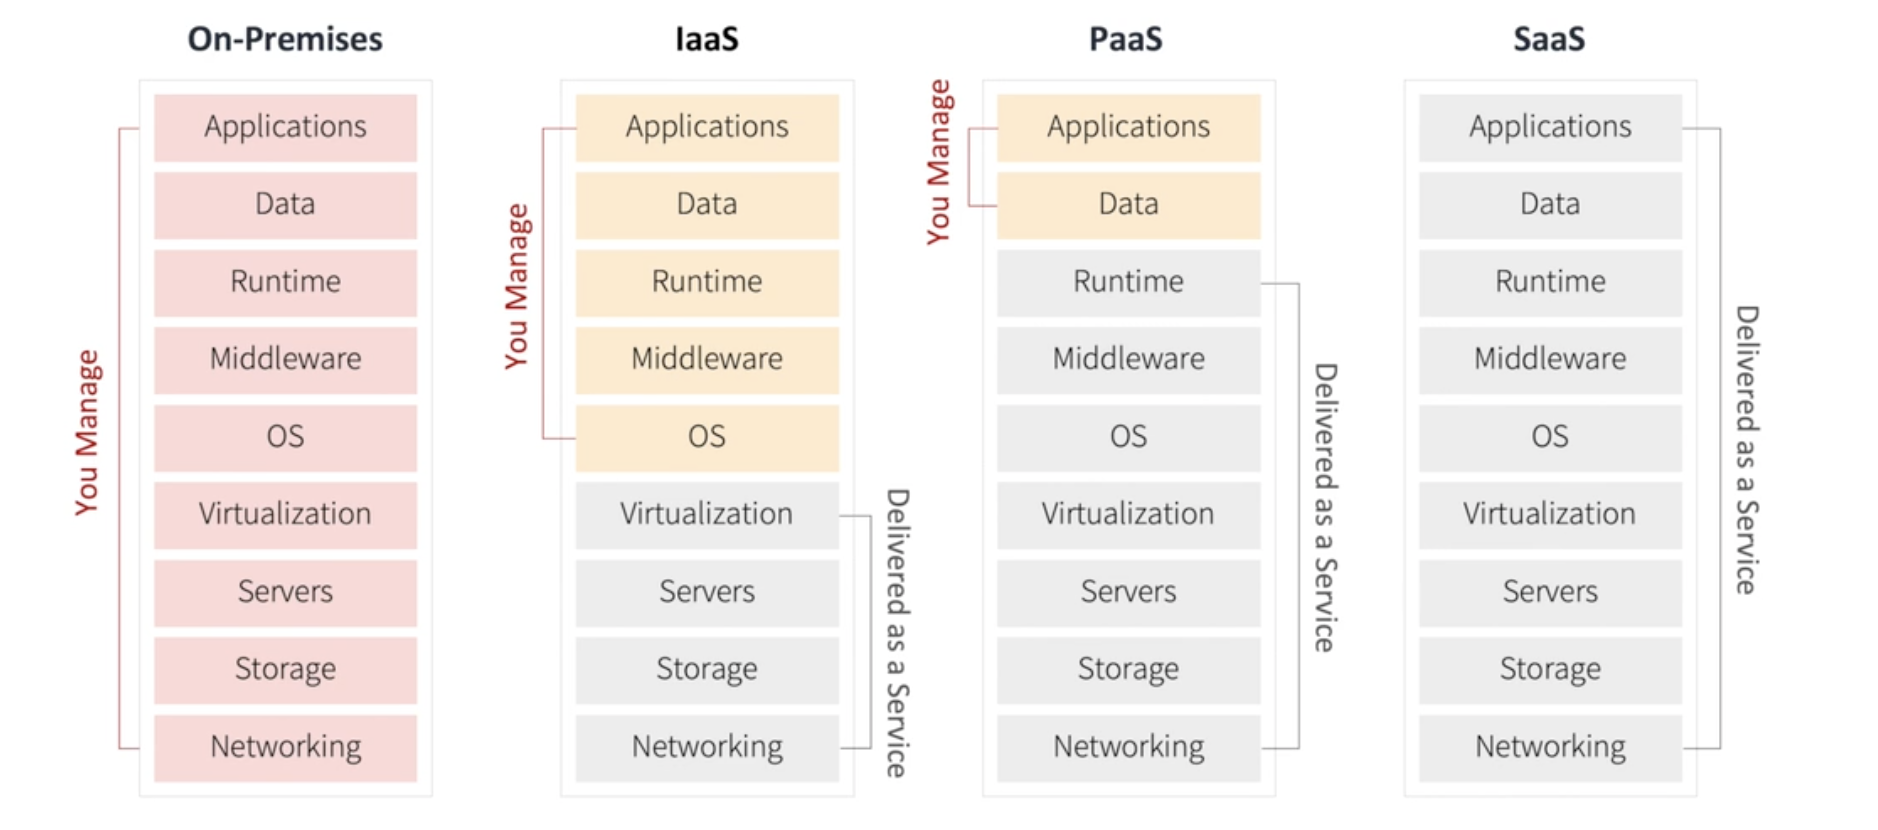 On-Premises
Applications
Data
Runtime
Middleware
OS
Virtualization
Servers
Storage
Networking
You Manage
IaaS
Applications
Data
Runtime
Middleware
OS
Virtualization
Servers
Storage
Networking
You Manage
Delivered as a Service
PaaS
Applications
Data
Runtime
Middleware
OS
Virtualization
Servers
Storage
Networking
You Manage
Delivered as a Service
SaaS
Applications
Data
Runtime
Middleware
OS
Virtualization
Servers
Storage
Networking
Delivered as a Service